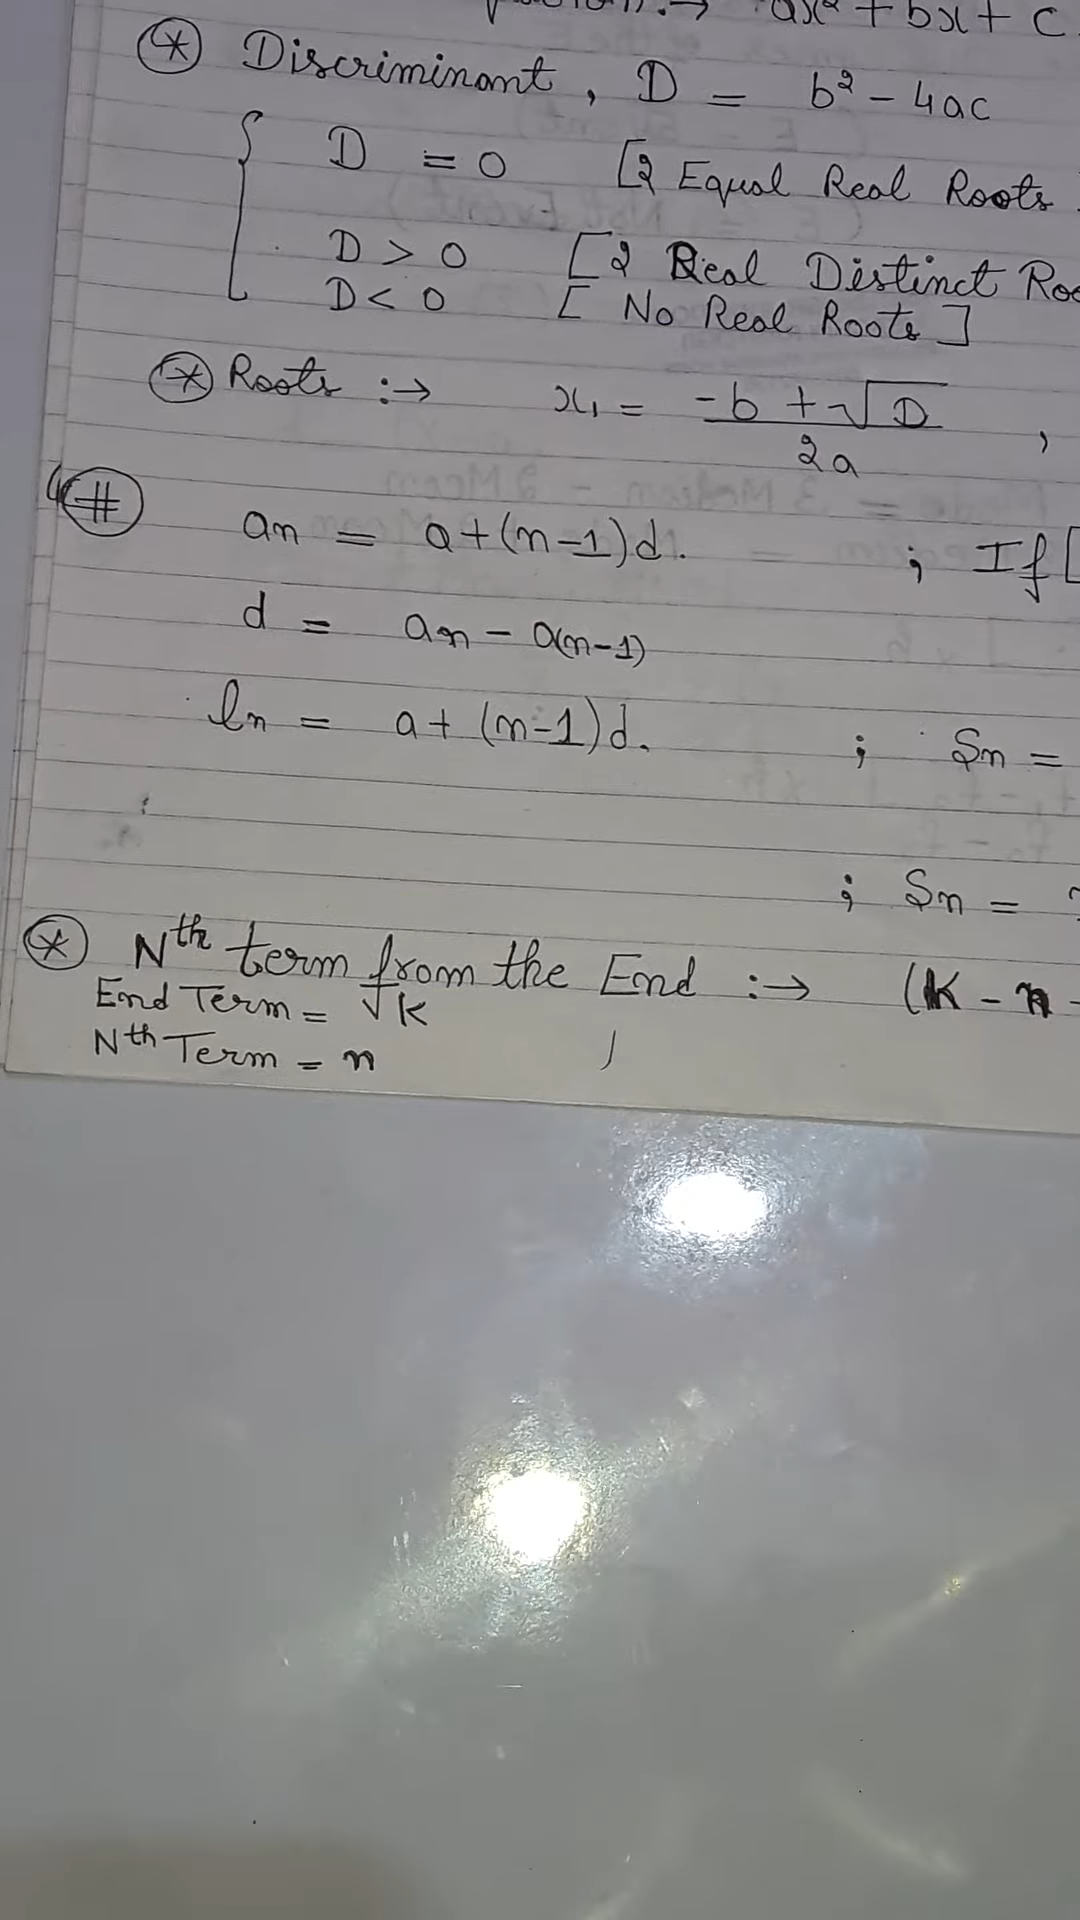 ax² + bx + c
⊛ Discriminant, D = b² - 4ac
D = 0 [2 Equal Real Roots
D > 0 [2 Real Distinct
D < 0 [ No Real Roots ]
⊛ Roots :→ x₁ = (-b + √D)/2a ,
# an = a + (n-1)d. ; If [
d = an - a(n-1)
ln = a + (n-1)d. ; Sn =
; Sn =
⊛ Nth term from the End :→ (K - n
End Term = K
Nth Term = n